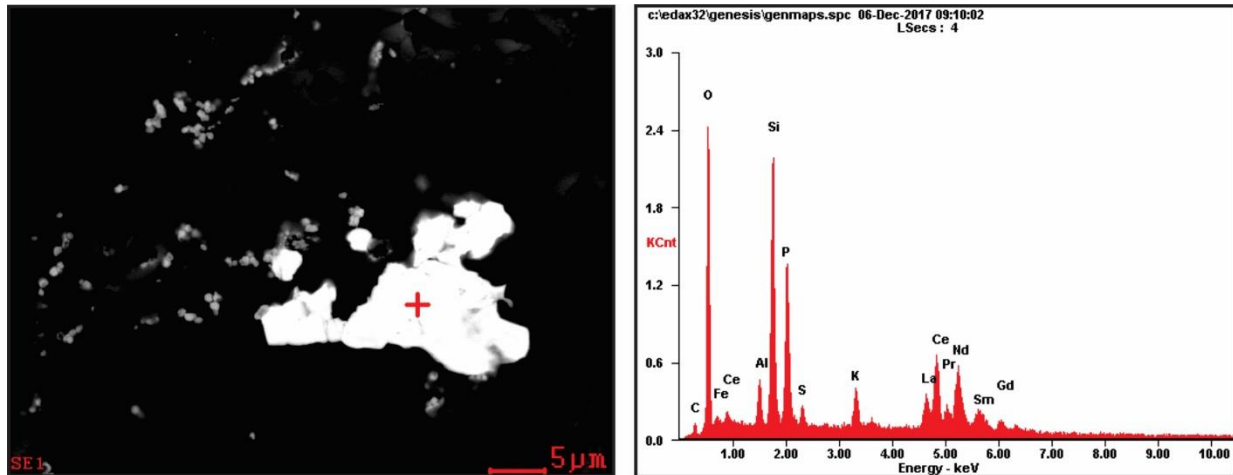 SE1
5 µm
c:\edax32\genesis\genmaps.spc 06-Dec-2017 09:10:02
LSecs : 4
3.0
2.4
1.8
KCnt
1.2
0.6
0.0
O
Si
P
C
Fe
Ce
Al
S
K
La
Ce
Pr
Nd
Sm
Gd
1.00 2.00 3.00 4.00 5.00 6.00 7.00 8.00 9.00 10.00
Energy - keV